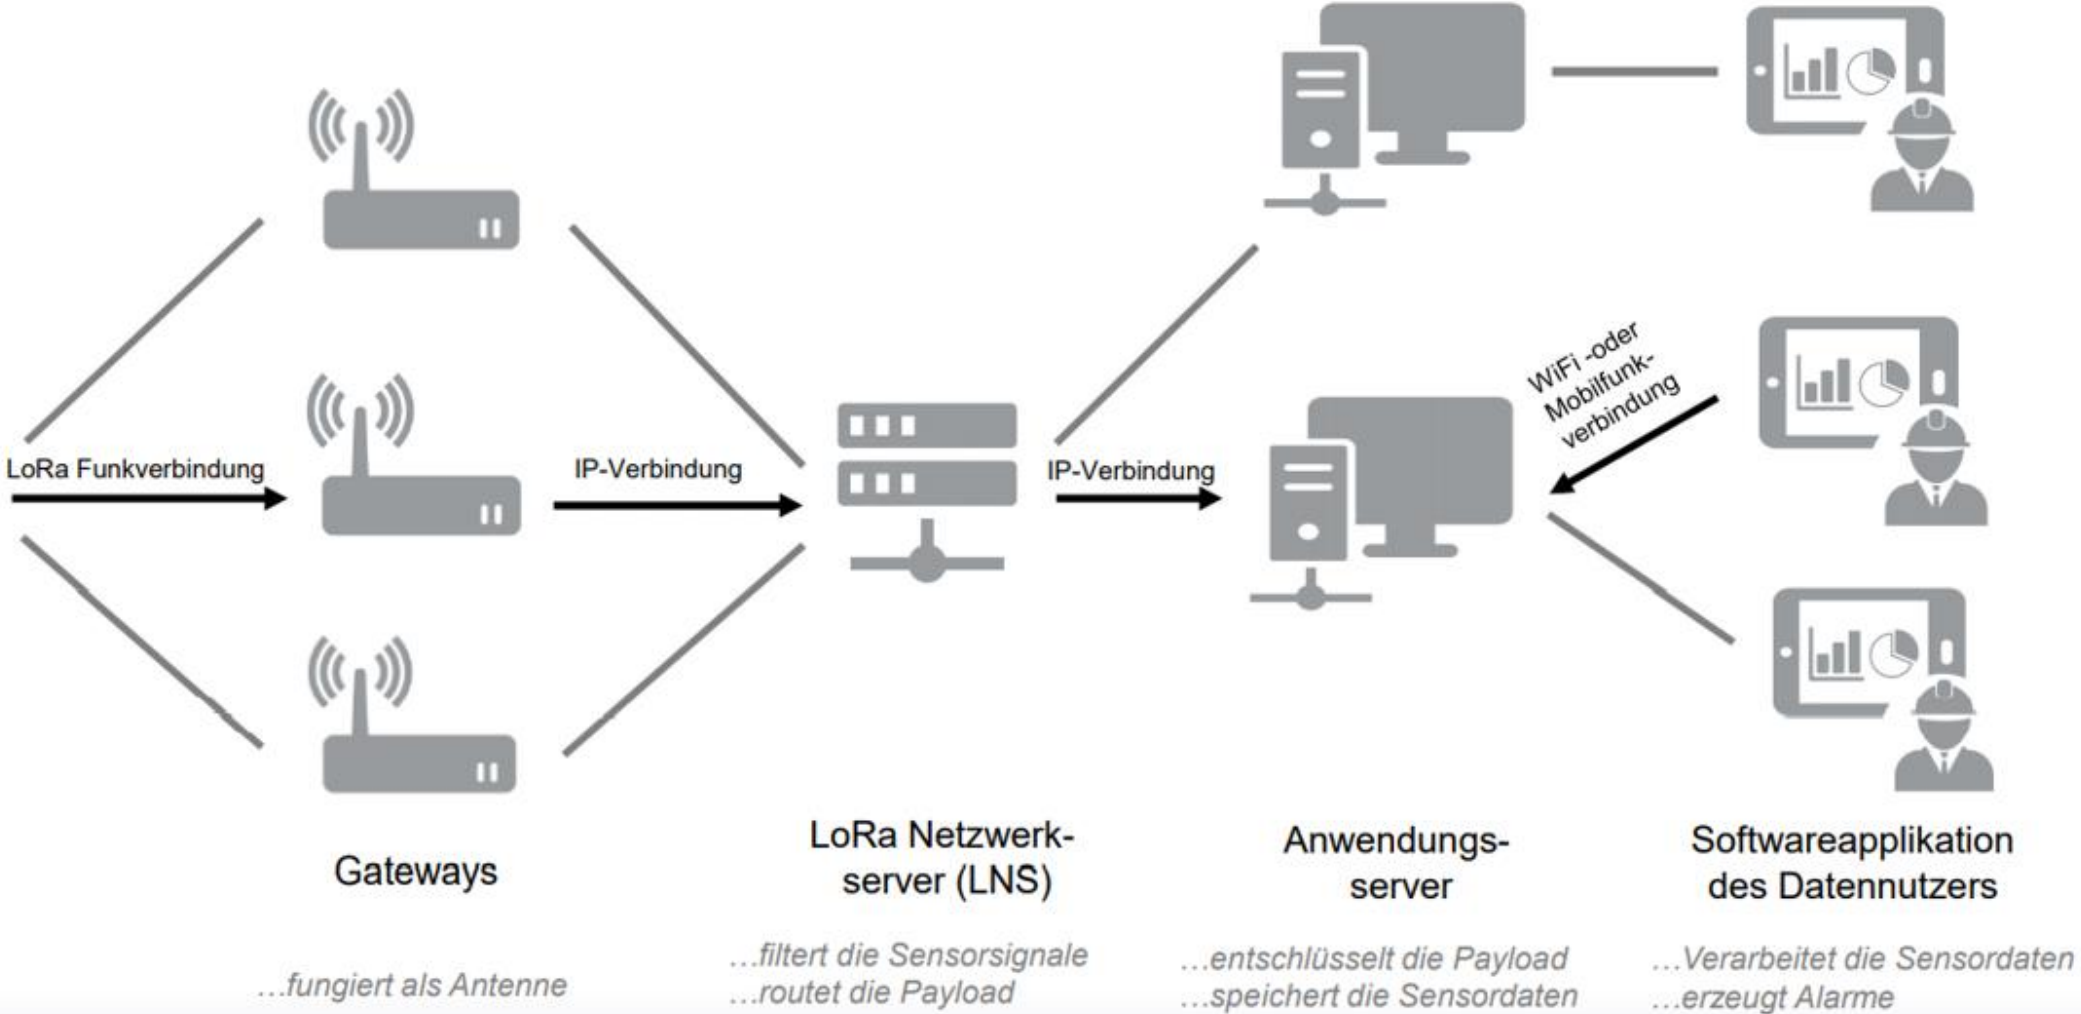 WiFi -oder
Mobilfunk-
verbindung
LoRa Funkverbindung
IP-Verbindung
IP-Verbindung
Gateways
…fungiert als Antenne
LoRa Netzwerk-
server (LNS)
…filtert die Sensorsignale
…routet die Payload
Anwendungs-
server
…entschlüsselt die Payload
…speichert die Sensordaten
Softwareapplikation
des Datennutzers
…Verarbeitet die Sensordaten
…erzeugt Alarme